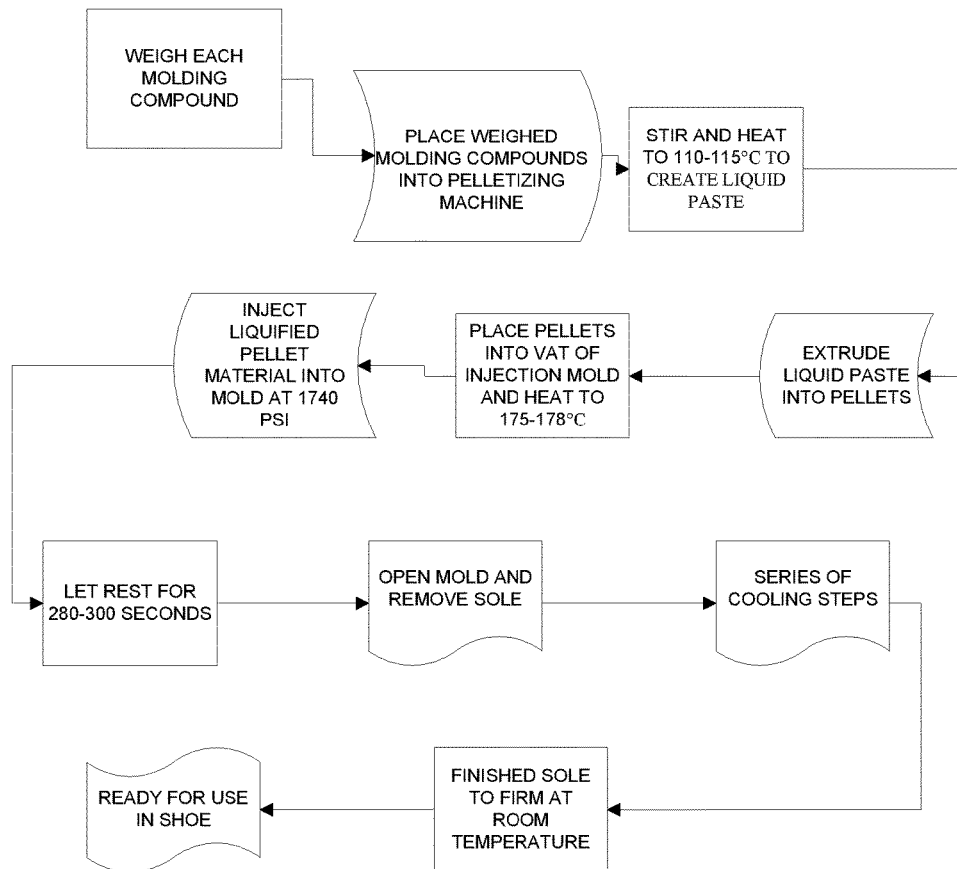 WEIGH EACH
MOLDING
COMPOUND
PLACE WEIGHED
MOLDING COMPOUNDS
INTO PELLETIZING
MACHINE
STIR AND HEAT
TO 110-115°C TO
CREATE LIQUID
PASTE
EXTRUDE
LIQUID PASTE
INTO PELLETS
PLACE PELLETS
INTO VAT OF
INJECTION MOLD
AND HEAT TO
175-178°C
INJECT
LIQUIFIED
PELLET
MATERIAL INTO
MOLD AT 1740
PSI
LET REST FOR
280-300 SECONDS
OPEN MOLD AND
REMOVE SOLE
SERIES OF
COOLING STEPS
FINISHED SOLE
TO FIRM AT
ROOM
TEMPERATURE
READY FOR USE
IN SHOE